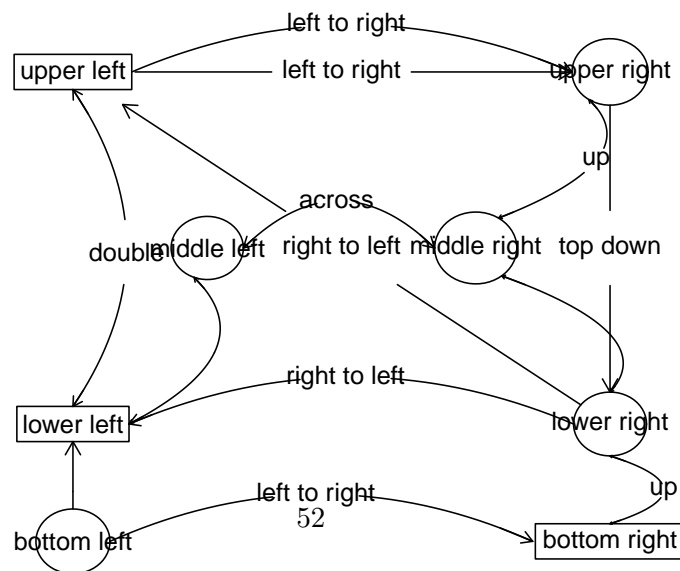 left to right
upper left
left to right
upper right
up
across
double
middle left
right to left
middle right
top down
right to left
lower left
lower right
left to right
up
52
bottom left
bottom right